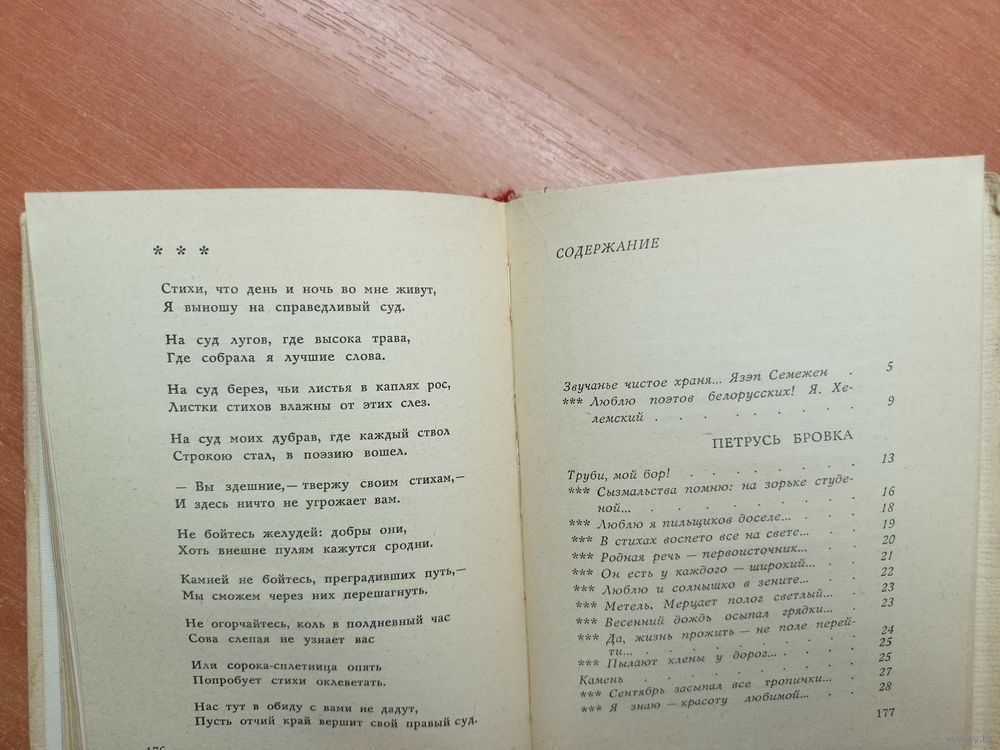 * * *
Стихи, что день и ночь во мне живут,
Я выношу на справедливый суд.
На суд лугов, где высока трава,
Где собрала я лучшие слова.
На суд берез, чьи листья в каплях рос,
Листки стихов влажны от этих слез.
На суд моих дубрав, где каждый ствол
Строкою стал, в поэзию вошел.
— Вы здешние,— твержу своим стихам,—
И здесь ничто не угрожает вам.
Не бойтесь желудей: добры они,
Хоть внешне пулям кажутся сродни.
Камней не бойтесь, преградивших путь,—
Мы сможем через них перешагнуть.
Не огорчайтесь, коль в полдневный час
Сова слепая не узнает вас
Или сорока-сплетница опять
Попробует стихи оклеветать.
Нас тут в обиду с вами не дадут,
Пусть отчий край вершит свой правый суд.
176
СОДЕРЖАНИЕ
Звучанье чистое храня... Язэп Семежен . 5
*** Люблю поэтов белорусских! Я. Хе-
лемский . . . . . . . . 9
ПЕТРУСЬ БРОВКА
Труби, мой бор! . . . . . . . 13
*** Сызмальства помню: на зорьке студе-
ной... . . . . . . . . 16
*** Люблю я пильщиков доселе... . . . 18
*** В стихах воспето все на свете... . . 19
*** Родная речь — первоисточник... . . 20
*** Он есть у каждого — широкий... . . 21
*** Люблю и солнышко в зените... . . 22
*** Метель. Мерцает полог светлый... . 23
*** Весенний дождь осыпал грядки... . 23
*** Да, жизнь прожить — не поле перей-
ти... . . . . . . . . 24
*** Пылают клены у дорог... . . . . 25
Камень . . . . . . . . 25
*** Сентябрь засыпал все тропички... . 27
*** Я знаю — красоту любимой... . . 28
177